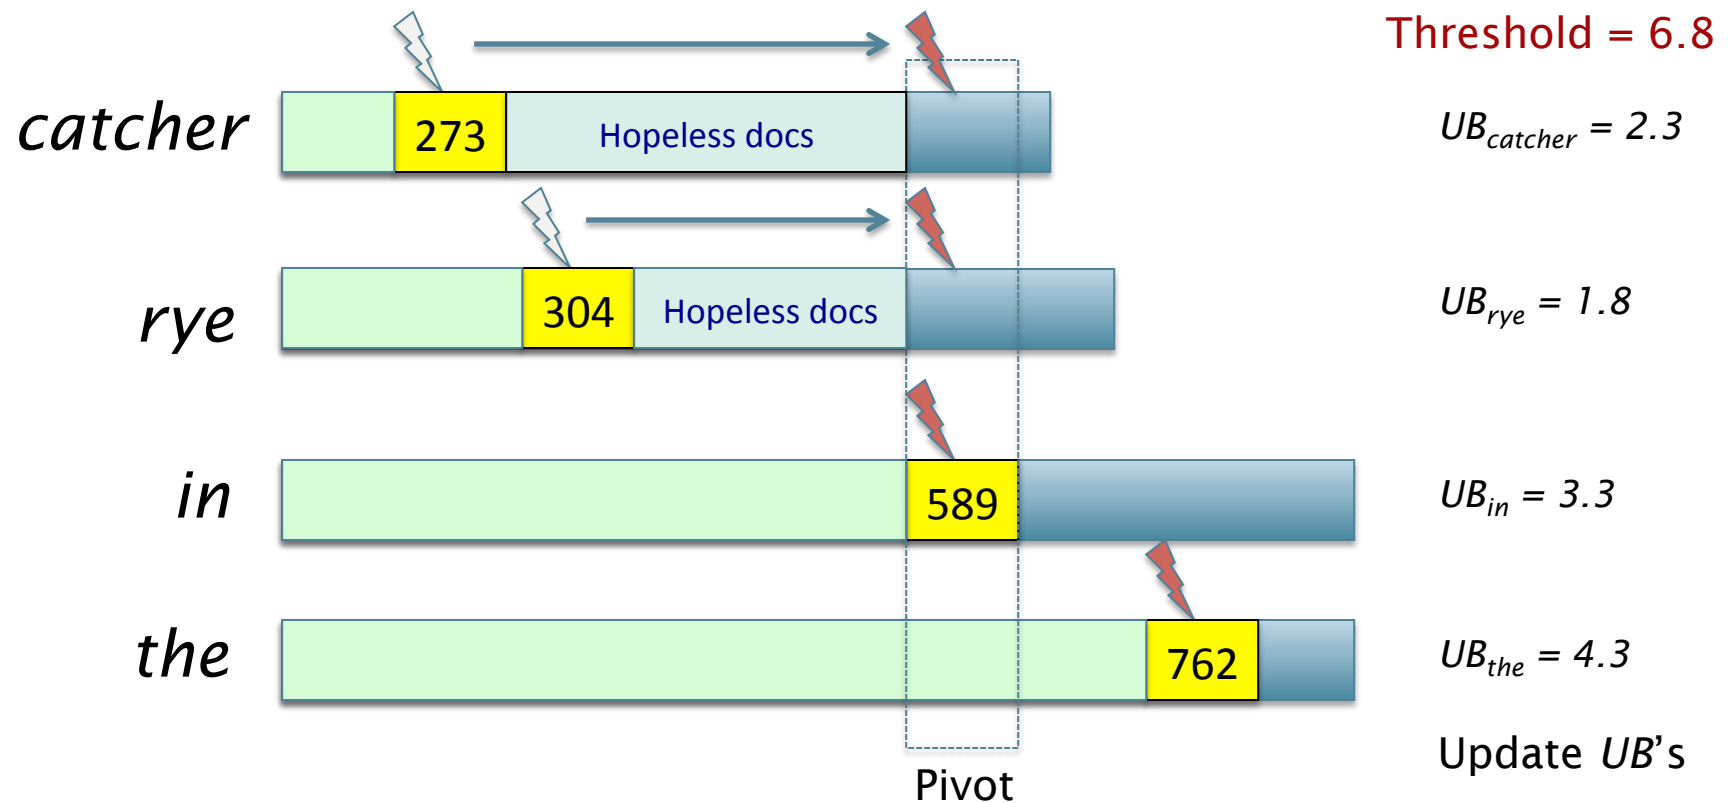 Threshold = 6.8
catcher 273 Hopeless docs UBcatcher = 2.3
rye 304 Hopeless docs UBrye = 1.8
in 589 UBin = 3.3
the 762 UBthe = 4.3
Update UB's
Pivot